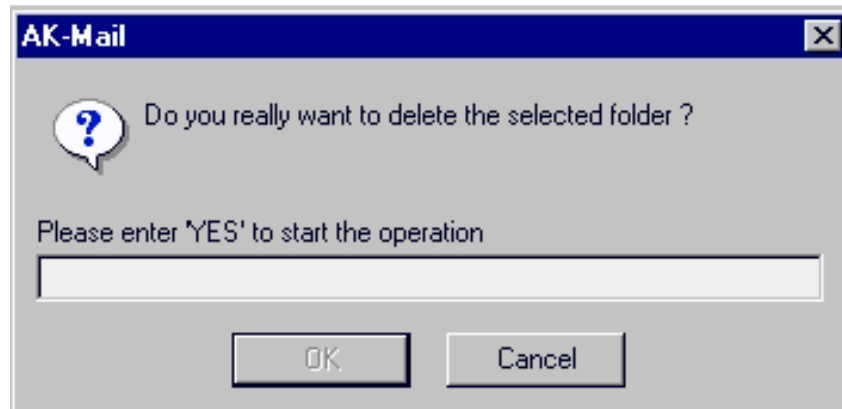 AK-Mail
Do you really want to delete the selected folder ?
Please enter 'YES' to start the operation
OK
Cancel